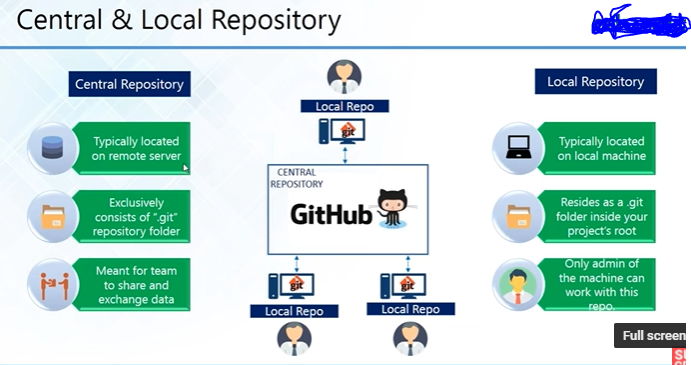 Central & Local Repository
Central Repository
Typically located
on remote server
Exclusively
consists of ".git"
repository folder
Meant for team
to share and
exchange data
Local Repo
git
CENTRAL
REPOSITORY
GitHub
git
Local Repo
git
Local Repo
Local Repository
Typically located
on local machine
Resides as a .git
folder inside your
project's root
Only admin of
the machine can
work with this
repo.
Full screen